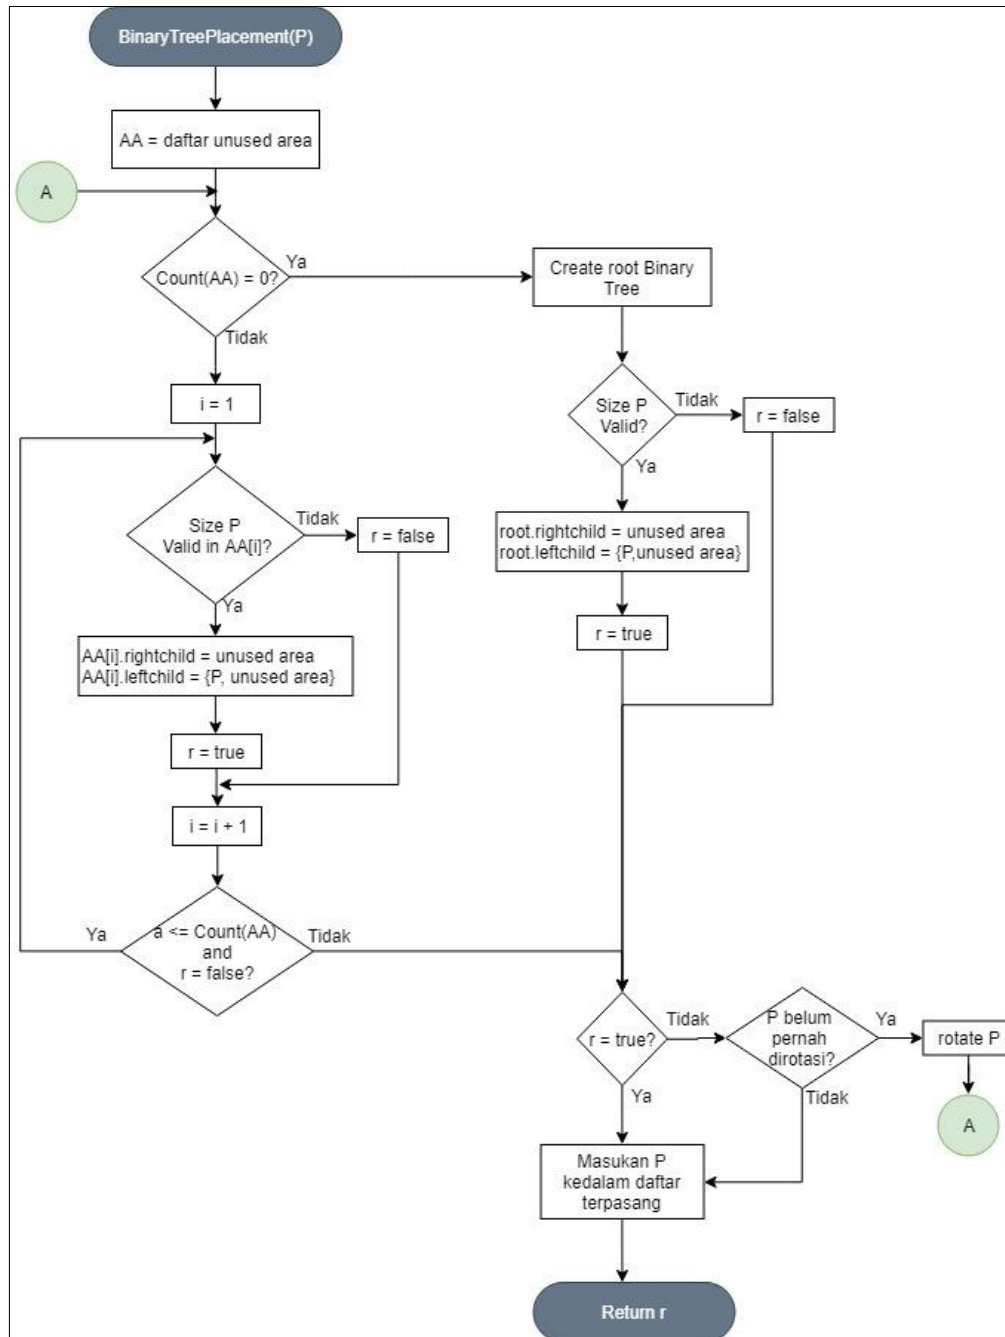 BinaryTreePlacement(P)
AA = daftar unused area
A
Count(AA) = 0?
Ya
Tidak
Create root Binary
Tree
i = 1
Size P
Valid?
Tidak
r = false
Ya
Size P
Valid in AA[i]?
Tidak
r = false
Ya
root.rightchild = unused area
root.leftchild = {P,unused area}
r = true
AA[i].rightchild = unused area
AA[i].leftchild = {P, unused area}
r = true
i = i + 1
a <= Count(AA)
and
r = false?
Ya
Tidak
r = true?
Tidak
Ya
P belum
pernah
dirotasi?
Ya
Tidak
rotate P
A
Masukan P
kedalam daftar
terpasang
Return r